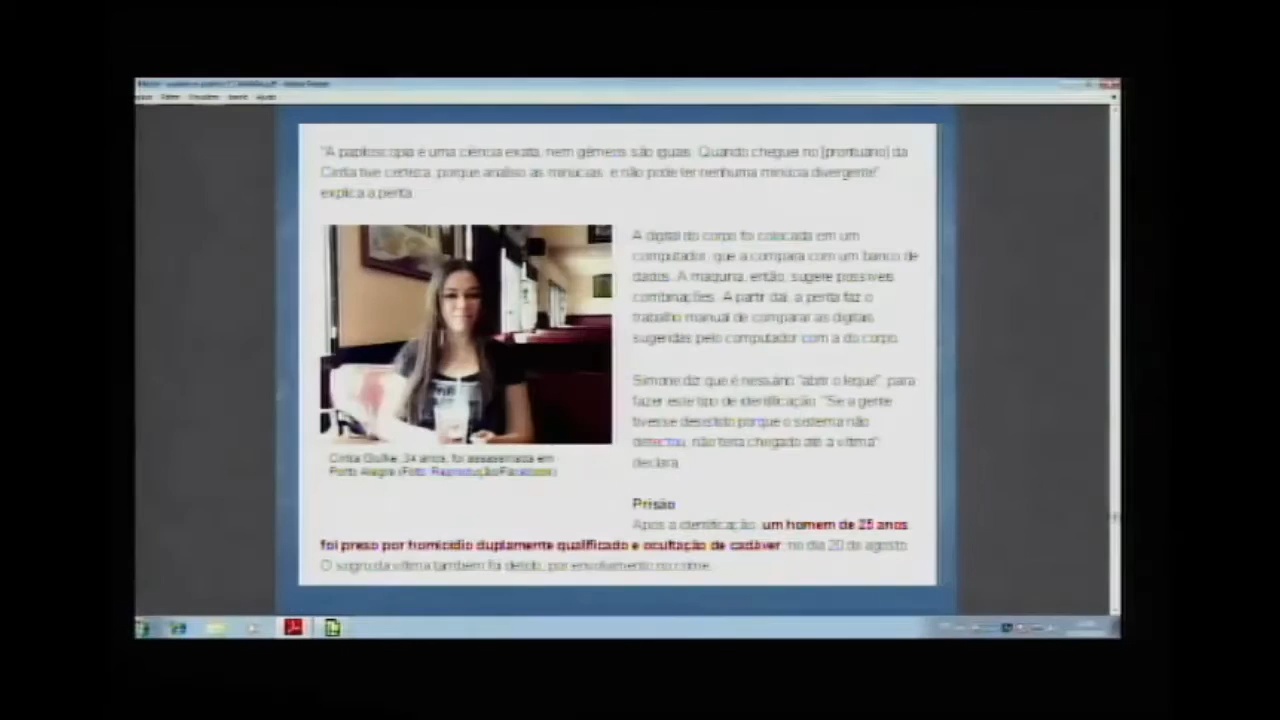 "A papiloscopia é uma ciência exata, nem gêmeos são iguais. Quando cheguei no [prontuário] da
Cintia tive certeza, porque analiso as minúcias, e não pode ter nenhuma minúcia divergente",
explica a perita.
A digital do corpo foi colocada em um
computador, que a compara com um banco de
dados. A máquina, então, sugere possíveis
combinações. A partir daí, a perita faz o
trabalho manual de comparar as digitais
sugeridas pelo computador com a do corpo.
Simone diz que é nessário "abrir o leque" para
fazer este tipo de identificação. "Se a gente
tivesse desistido porque o sistema não
detectou, não teria chegado até a vítima",
declara.
34 anos, foi assassinada em
Porto Alegre (Foto: Reprodução/Facebook)
Prisão
Após a identificação, um homem de 25 anos
foi preso por homicídio duplamente qualificado e ocultação de cadáver, no dia 20 de agosto.
O sogro da vítima também foi detido, por envolvimento no crime.